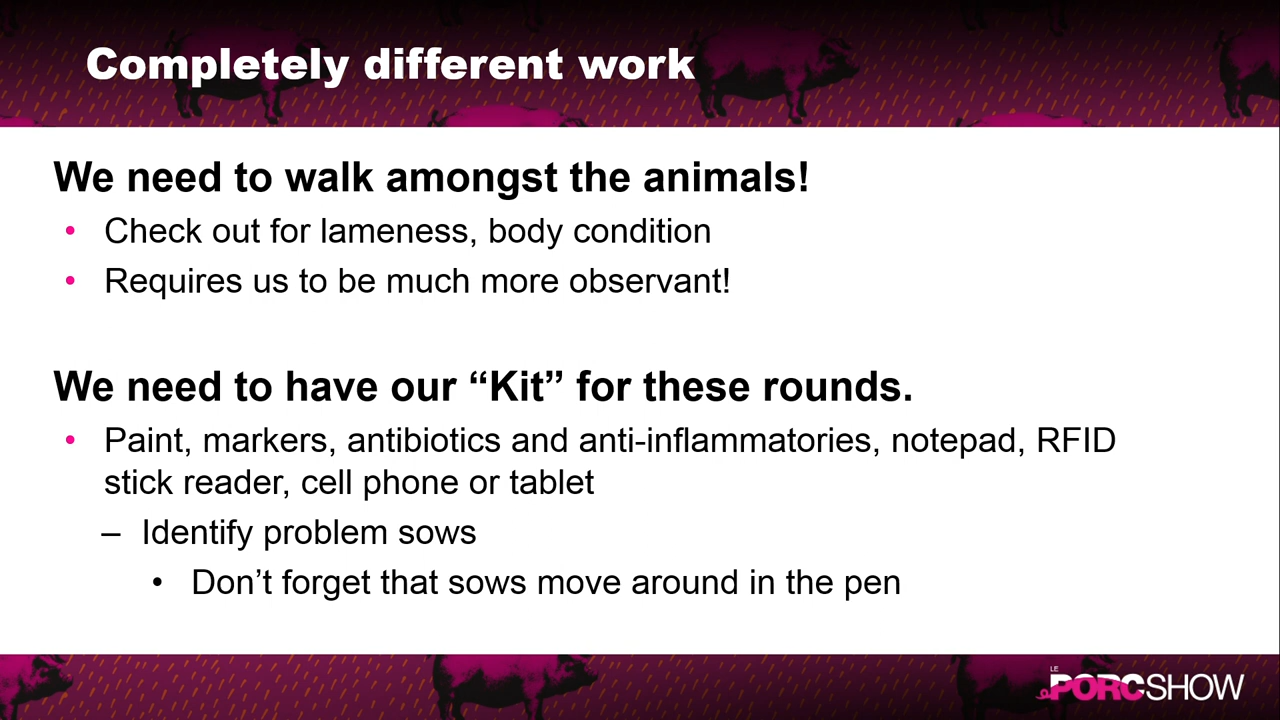 Completely different work
We need to walk amongst the animals!
• Check out for lameness, body condition
• Requires us to be much more observant!
We need to have our “Kit” for these rounds.
• Paint, markers, antibiotics and anti-inflammatories, notepad, RFID
stick reader, cell phone or tablet
– Identify problem sows
• Don’t forget that sows move around in the pen
LE
PORCSHOW